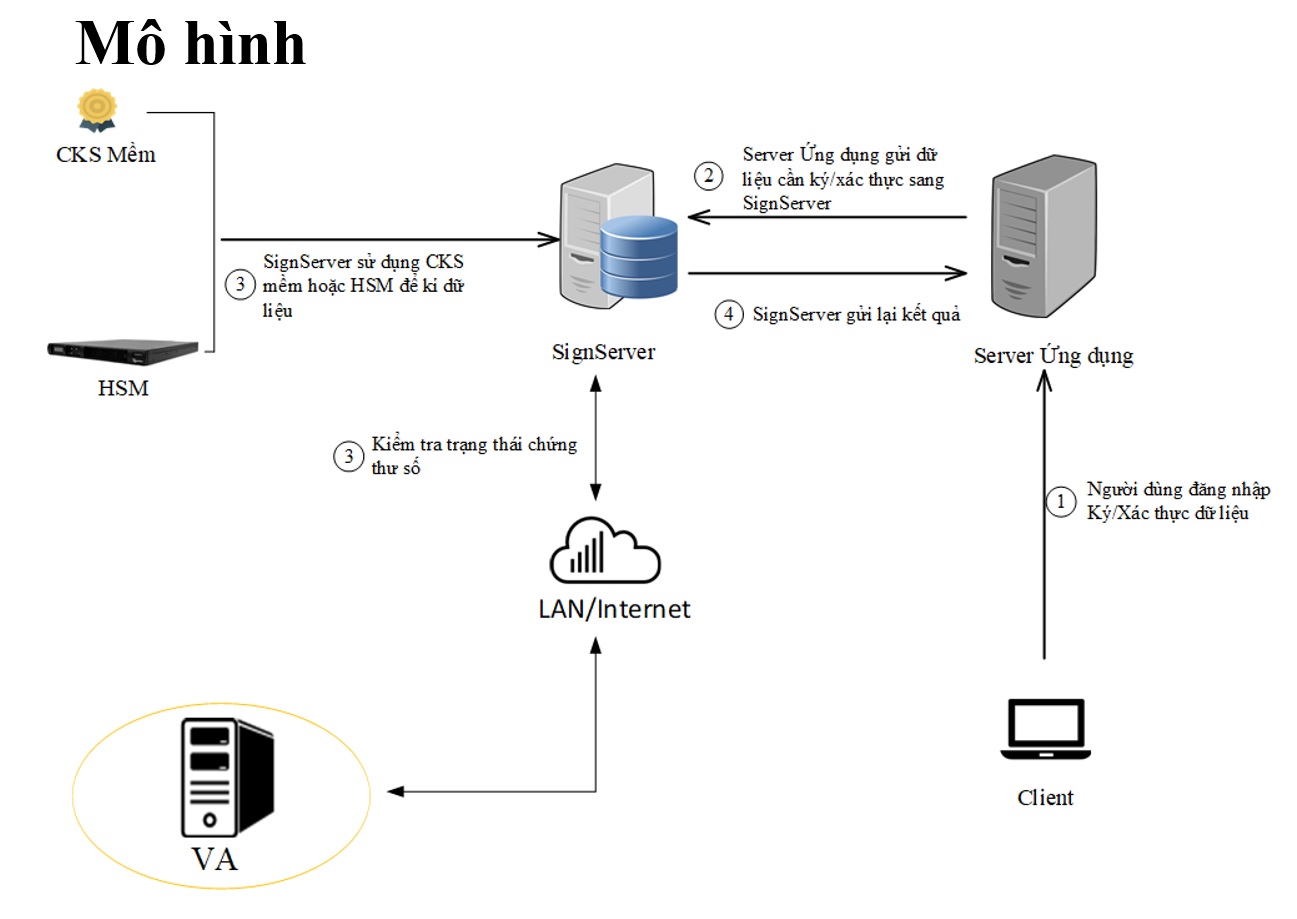 Mô hình
CKS Mềm
3
SignServer sử dụng CKS
mềm hoặc HSM để kí dữ
liệu
HSM
SignServer
2
Server Ứng dụng gửi dữ
liệu cần ký/xác thực sang
SignServer
4
SignServer gửi lại kết quả
Server Ứng dụng
3
Kiểm tra trạng thái chứng
thư số
1
Người dùng đăng nhập
Ký/Xác thực dữ liệu
LAN/Internet
VA
Client